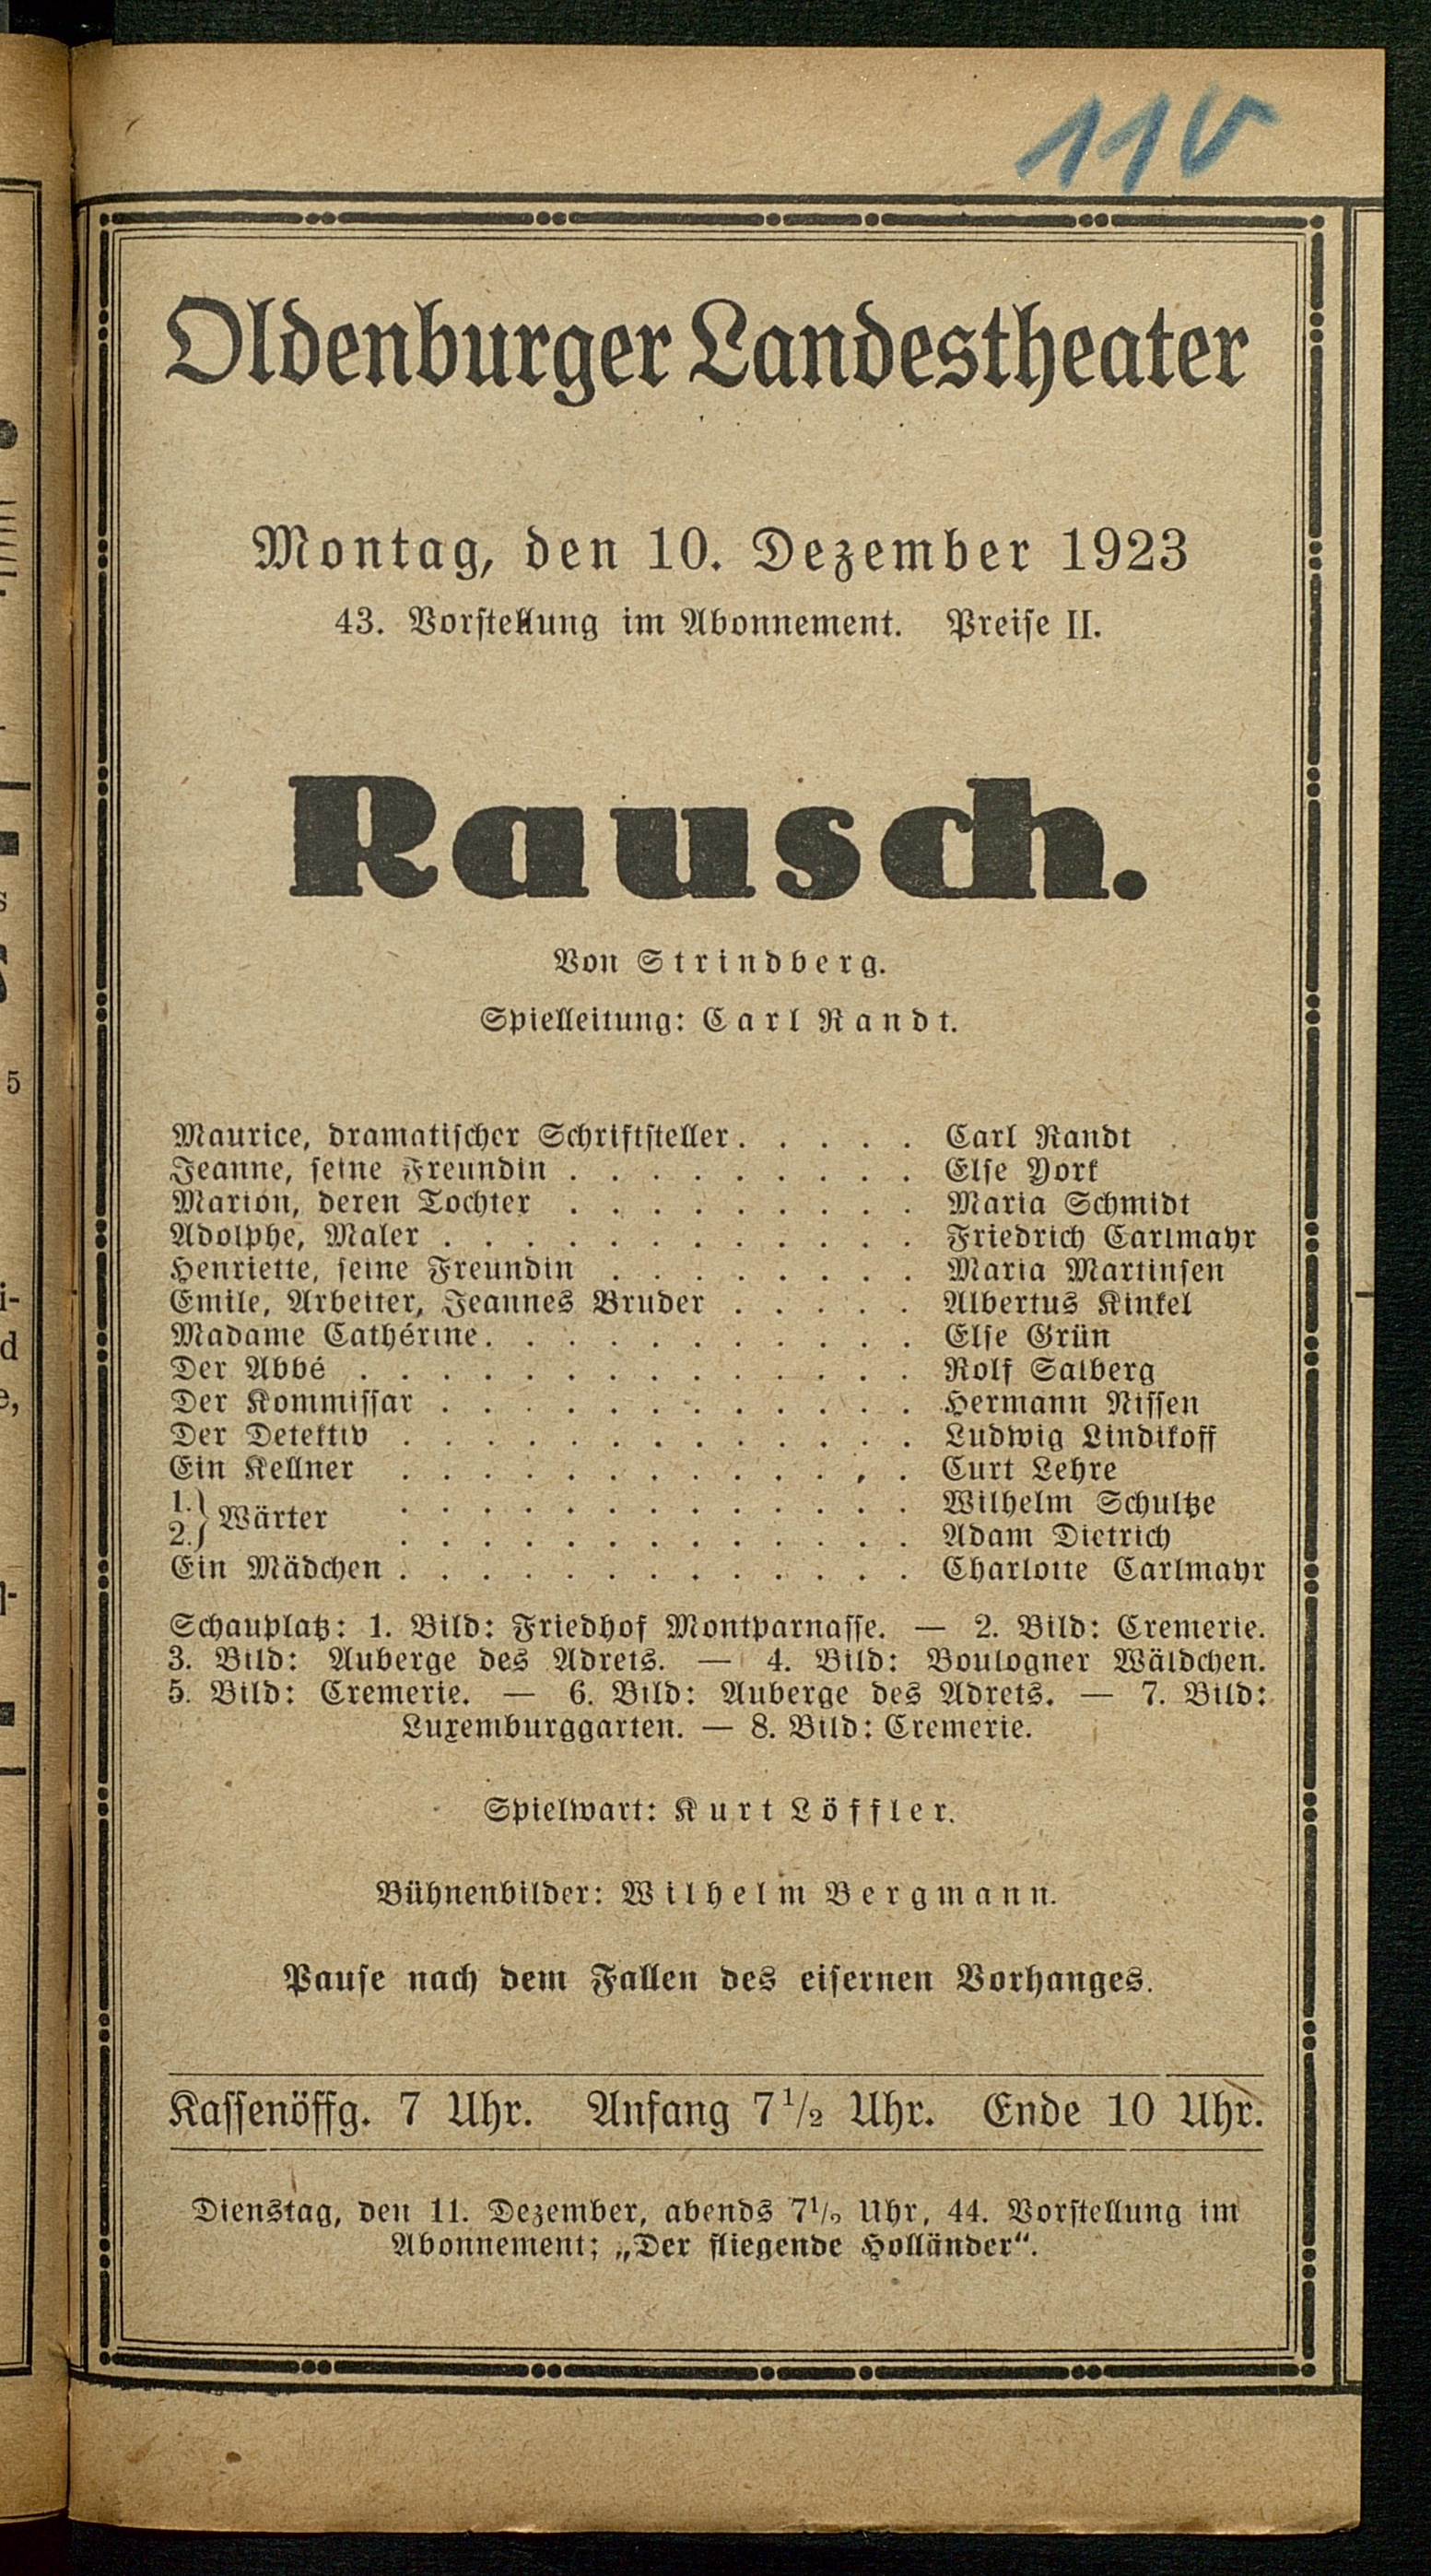 110
Oldenburger Landestheater
Montag, den 10. Dezember 1923
43. Vorstellung im Abonnement. Preise II.
Rausch.
Von Strindberg.
Spielleitung: Carl Randt.
Maurice, dramatischer Schriftsteller . . . . . Carl Randt
Jeanne, seine Freundin . . . . . . . . . Else York
Marion, deren Tochter . . . . . . . . . Maria Schmidt
Adolphe, Maler . . . . . . . . . . . . Friedrich Carlmayr
Henriette, seine Freundin . . . . . . . . Maria Martinsen
Emile, Arbeiter, Jeannes Bruder . . . . . Albertus Kinkel
Madame Cathérine . . . . . . . . . . . Else Grün
Der Abbé . . . . . . . . . . . . . . Rolf Salberg
Der Kommissar . . . . . . . . . . . . Hermann Nissen
Der Detektiv . . . . . . . . . . . . . Ludwig Lindikoff
Ein Kellner . . . . . . . . . . . . . Curt Lehre
1.} Wärter . . . . . . . . . . . . . Wilhelm Schultze
2.} . . . . . . . . . . . . . Adam Dietrich
Ein Mädchen . . . . . . . . . . . . . Charlotte Carlmayr
Schauplatz: 1. Bild: Friedhof Montparnasse. — 2. Bild: Cremerie.
3. Bild: Auberge des Adrets. — 4. Bild: Boulogner Wäldchen.
5. Bild: Cremerie. — 6. Bild: Auberge des Adrets. — 7. Bild:
Luxemburggarten. — 8. Bild: Cremerie.
Spielwart: Kurt Löffler.
Bühnenbilder: Wilhelm Bergmann.
Pause nach dem Fallen des eisernen Vorhanges.
Kassenöffg. 7 Uhr. Anfang 7½ Uhr. Ende 10 Uhr.
Dienstag, den 11. Dezember, abends 7½ Uhr, 44. Vorstellung im
Abonnement; „Der fliegende Holländer“.